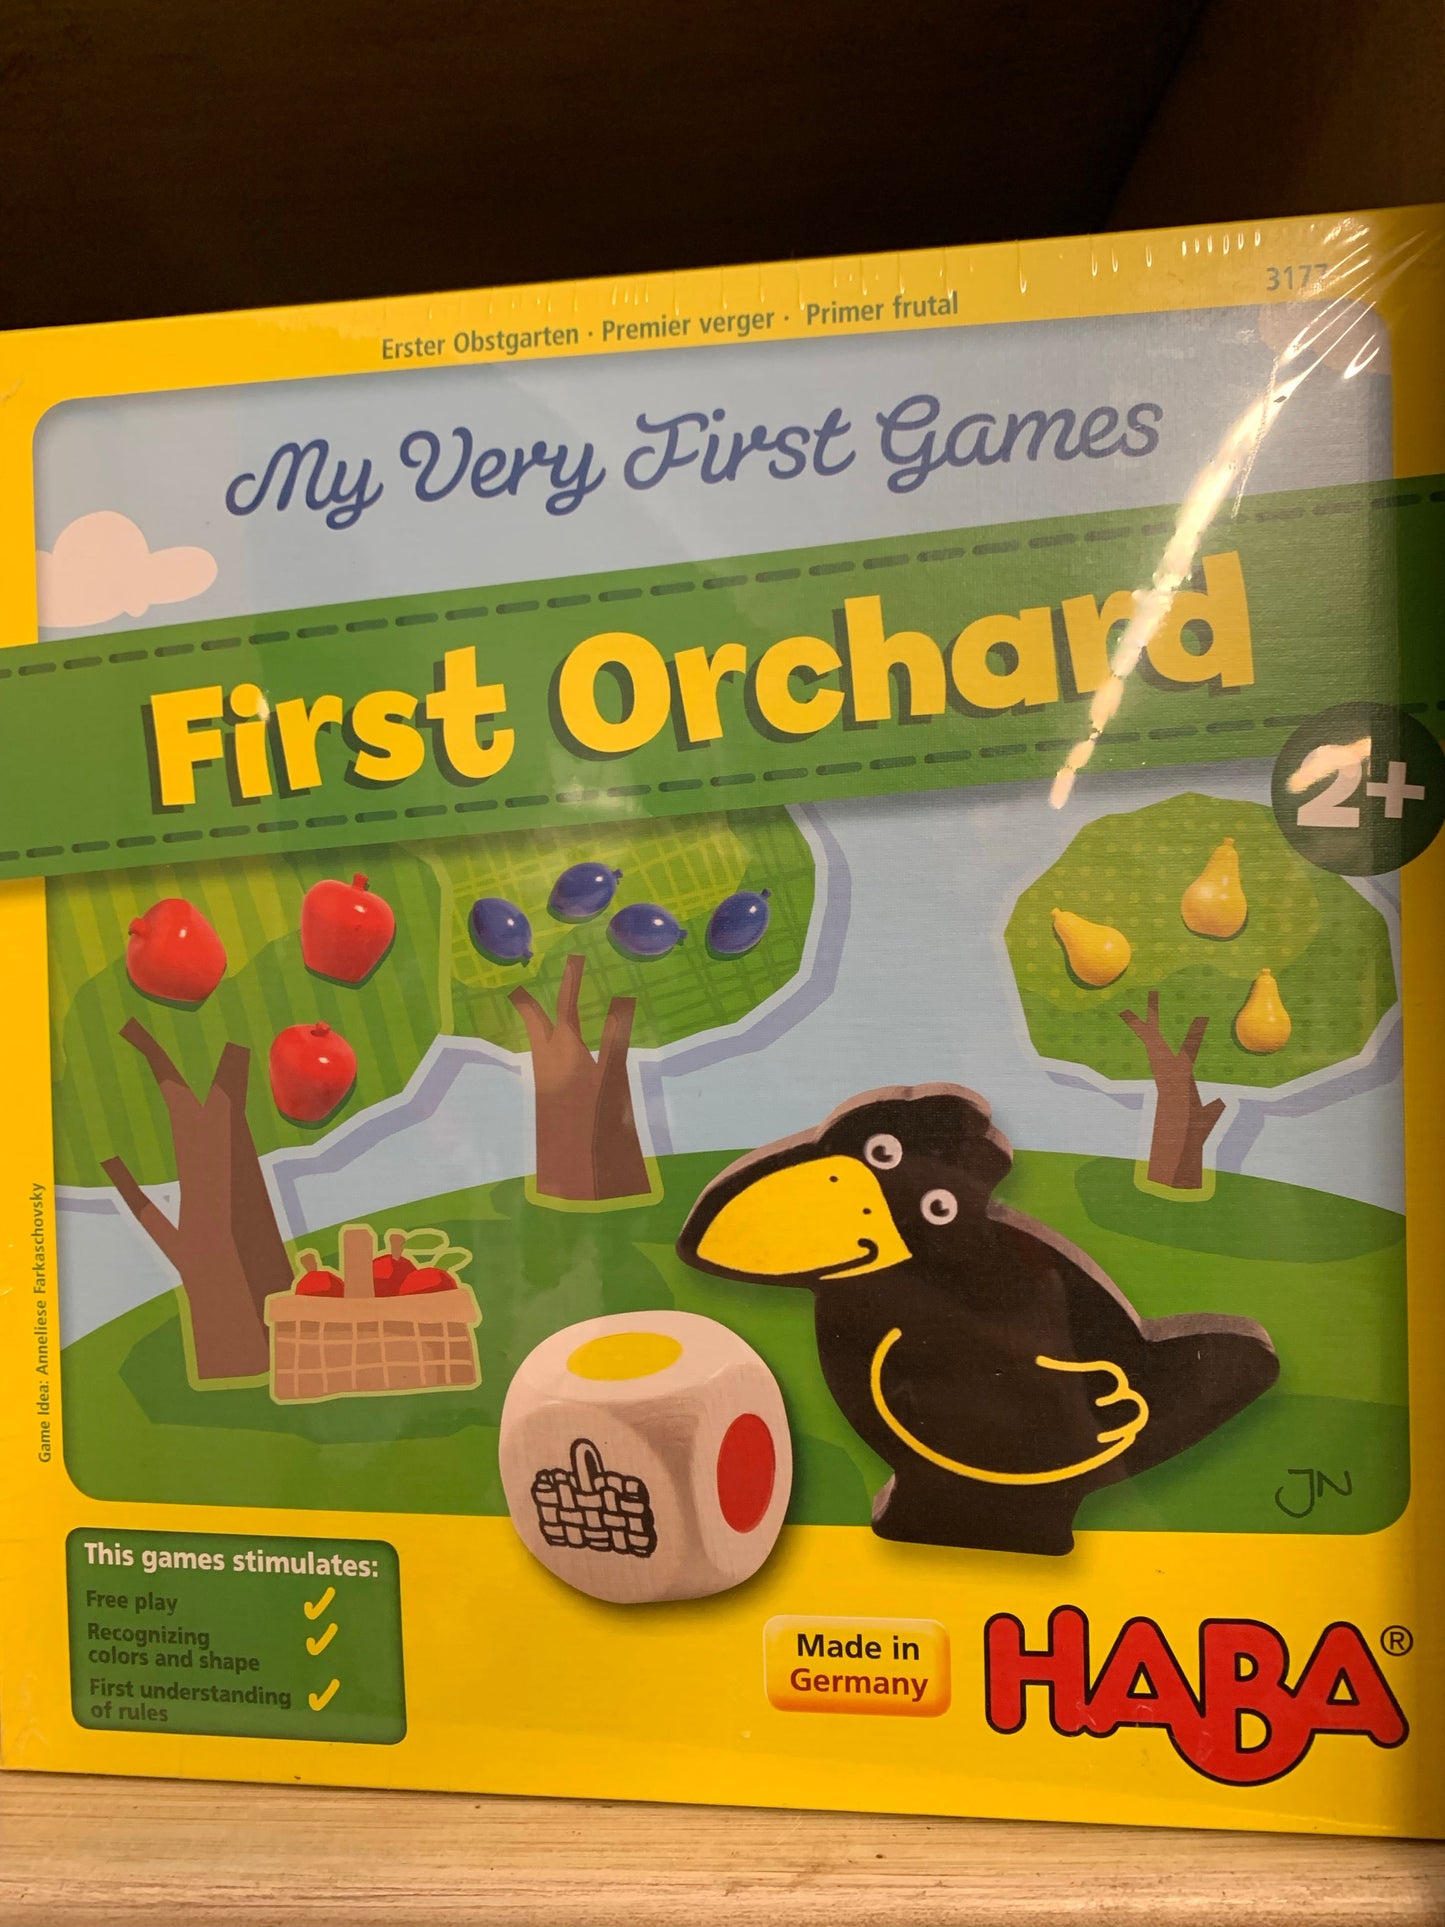 3177
Erster Obstgarten · Premier verger · Primer frutal
My Very First Games
First Orchard
2+
Game Idea: Anneliese Farkaschovsky
JN
This games stimulates:
Free play
Recognizing
colors and shape
First understanding
of rules
Made in
Germany
HABA®